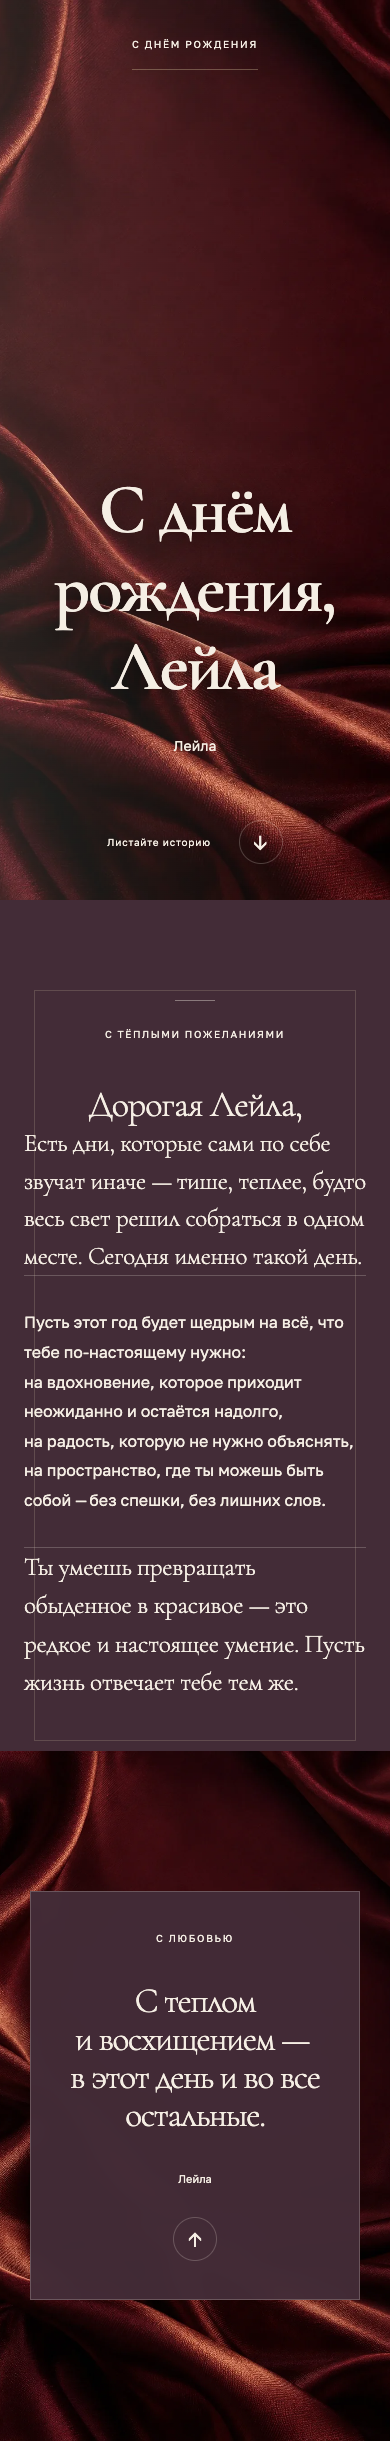 С ДНЁМ РОЖДЕНИЯ
С днём
рождения,
Лейла
Лейла
Листайте историю
С ТЁПЛЫМИ ПОЖЕЛАНИЯМИ
Дорогая Лейла,
Есть дни, которые сами по себе
звучат иначе — тише, теплее, будто
весь свет решил собраться в одном
месте. Сегодня именно такой день.
Пусть этот год будет щедрым на всё, что
тебе по-настоящему нужно:
на вдохновение, которое приходит
неожиданно и остаётся надолго,
на радость, которую не нужно объяснять,
на пространство, где ты можешь быть
собой — без спешки, без лишних слов.
Ты умеешь превращать
обыденное в красивое — это
редкое и настоящее умение. Пусть
жизнь отвечает тебе тем же.
С ЛЮБОВЬЮ
С теплом
и восхищением —
в этот день и во все
остальные.
Лейла